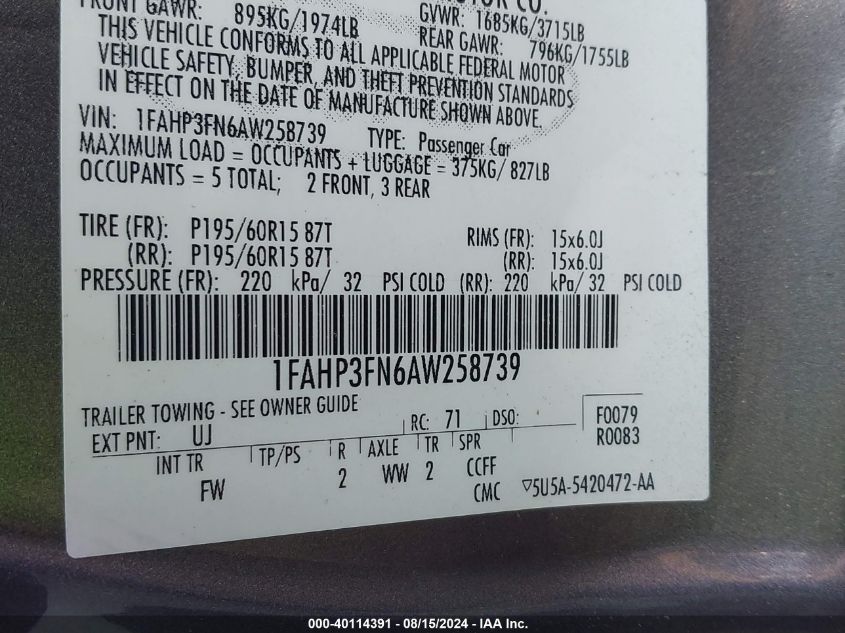 FRONT GAWR: 895KG/1974LB
MOTOR CO.
GVWR: 1685KG/3715LB
REAR GAWR: 796KG/1755LB
THIS VEHICLE CONFORMS TO ALL APPLICABLE FEDERAL MOTOR
VEHICLE SAFETY, BUMPER, AND THEFT PREVENTION STANDARDS
IN EFFECT ON THE DATE OF MANUFACTURE SHOWN ABOVE.
VIN: 1FAHP3FN6AW258739 TYPE: Passenger Car
MAXIMUM LOAD = OCCUPANTS + LUGGAGE = 375KG/ 827LB
OCCUPANTS = 5 TOTAL; 2 FRONT, 3 REAR
TIRE (FR): P195/60R15 87T RIMS (FR): 15x6.0J
(RR): P195/60R15 87T (RR): 15x6.0J
PRESSURE (FR): 220 kPa/ 32 PSI COLD (RR): 220 kPa/ 32 PSI COLD
1FAHP3FN6AW258739
TRAILER TOWING - SEE OWNER GUIDE
EXT PNT: UJ RC: 71 DSO: F0079
R0083
INT TR TP/PS R AXLE TR SPR
FW 2 WW 2 CCFF
CMC ▽5U5A-5420472-AA
000-40114391 - 08/15/2024 - IAA Inc.